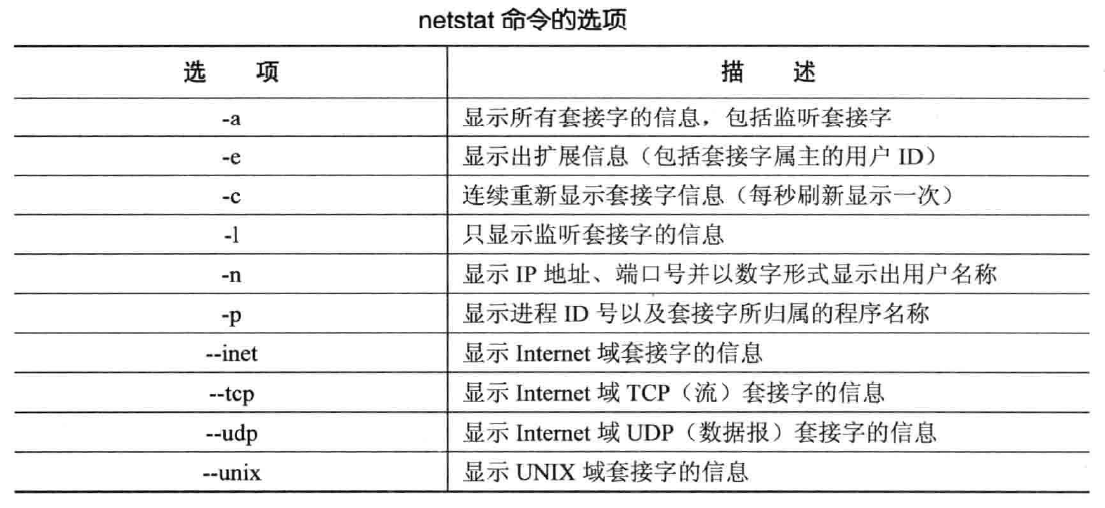 netstat 命令的选项
选 项 描 述
-a 显示所有套接字的信息，包括监听套接字
-e 显示出扩展信息（包括套接字属主的用户 ID）
-c 连续重新显示套接字信息（每秒刷新显示一次）
-l 只显示监听套接字的信息
-n 显示 IP 地址、端口号并以数字形式显示出用户名称
-p 显示进程 ID 号以及套接字所归属的程序名称
--inet 显示 Internet 域套接字的信息
--tcp 显示 Internet 域 TCP（流）套接字的信息
--udp 显示 Internet 域 UDP（数据报）套接字的信息
--unix 显示 UNIX 域套接字的信息